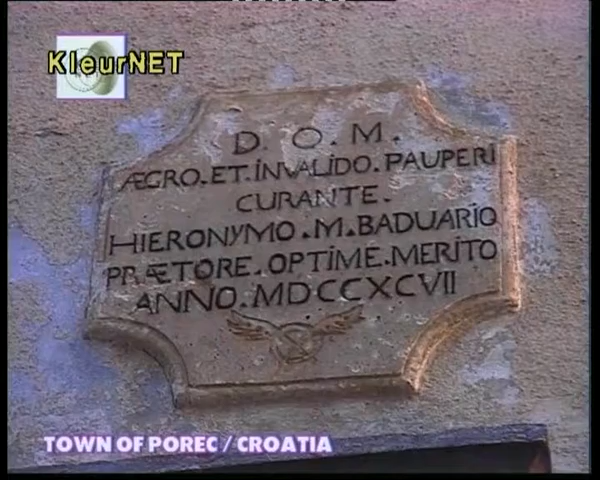 KleurNET
D. O. M.
ÆGRO.ET.INVALIDO.PAUPERI
CURANTE.
HIERONYMO.M.BADUARIO
PRÆTORE.OPTIME.MERITO
ANNO.MDCCXCVII
TOWN OF POREC / CROATIA